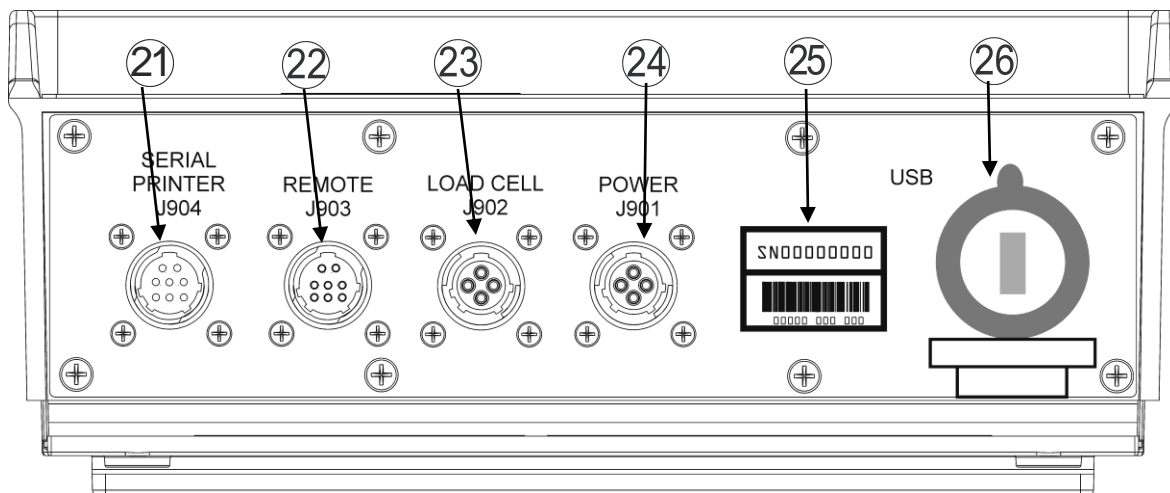 21
22
23
24
25
26
SERIAL
PRINTER
J904
REMOTE
J903
LOAD CELL
J902
POWER
J901
SN00000000
00000 000 000
USB